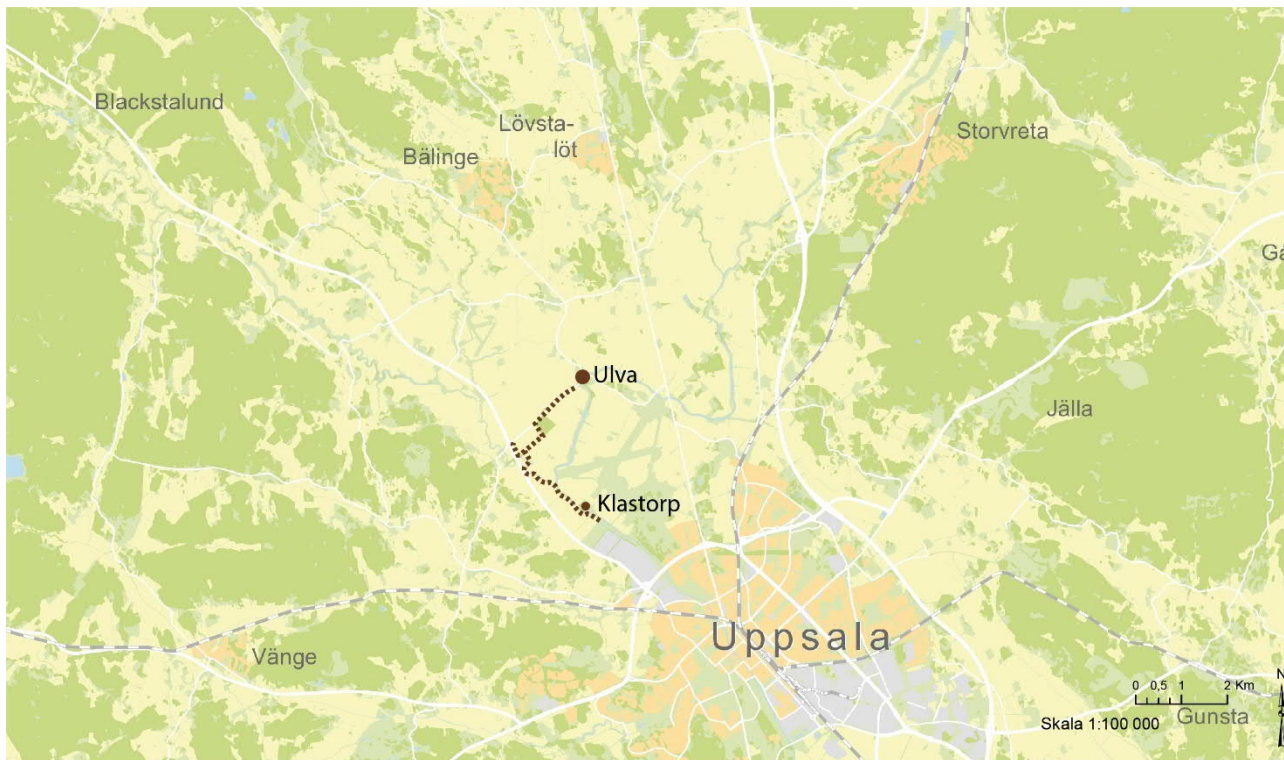 Blackstalund
Lövsta-
löt
Bälinge
Storvreta
Ulva
Jälla
Klastorp
Uppsala
Vänge
N
0 0,5 1 2 Km
Skala 1:100 000
Gunsta